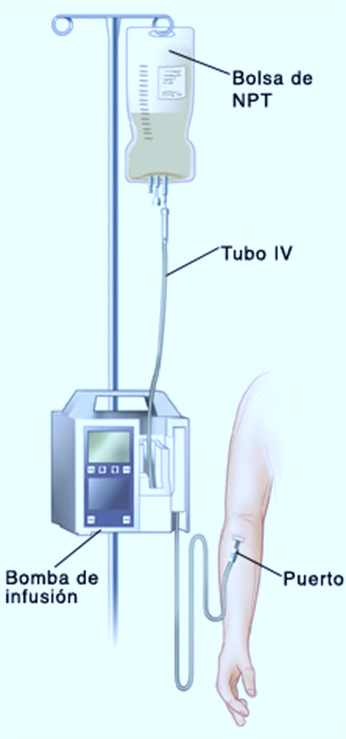 Bolsa de
NPT
Tubo IV
Bomba de
infusión
Puerto